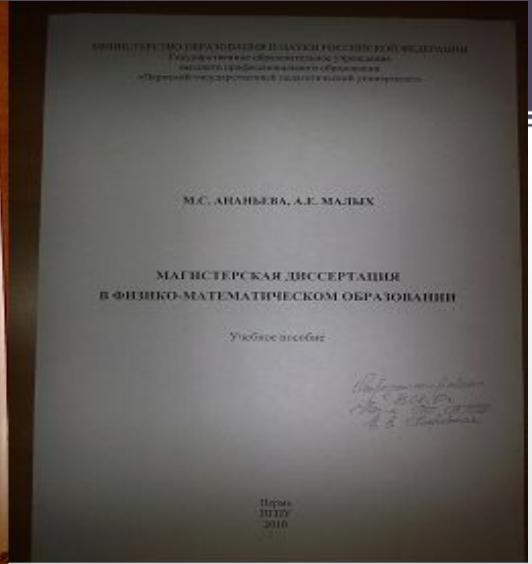 МИНИСТЕРСТВО ОБРАЗОВАНИЯ И НАУКИ РОССИЙСКОЙ ФЕДЕРАЦИИ
Государственное образовательное учреждение
высшего профессионального образования
«Пермский государственный педагогический университет»
М.С. АНАНЬЕВА, А.Е. МАЛЫХ
МАГИСТЕРСКАЯ ДИССЕРТАЦИЯ
В ФИЗИКО-МАТЕМАТИЧЕСКОМ ОБРАЗОВАНИИ
Учебное пособие
Пермь
ПГПУ
2010